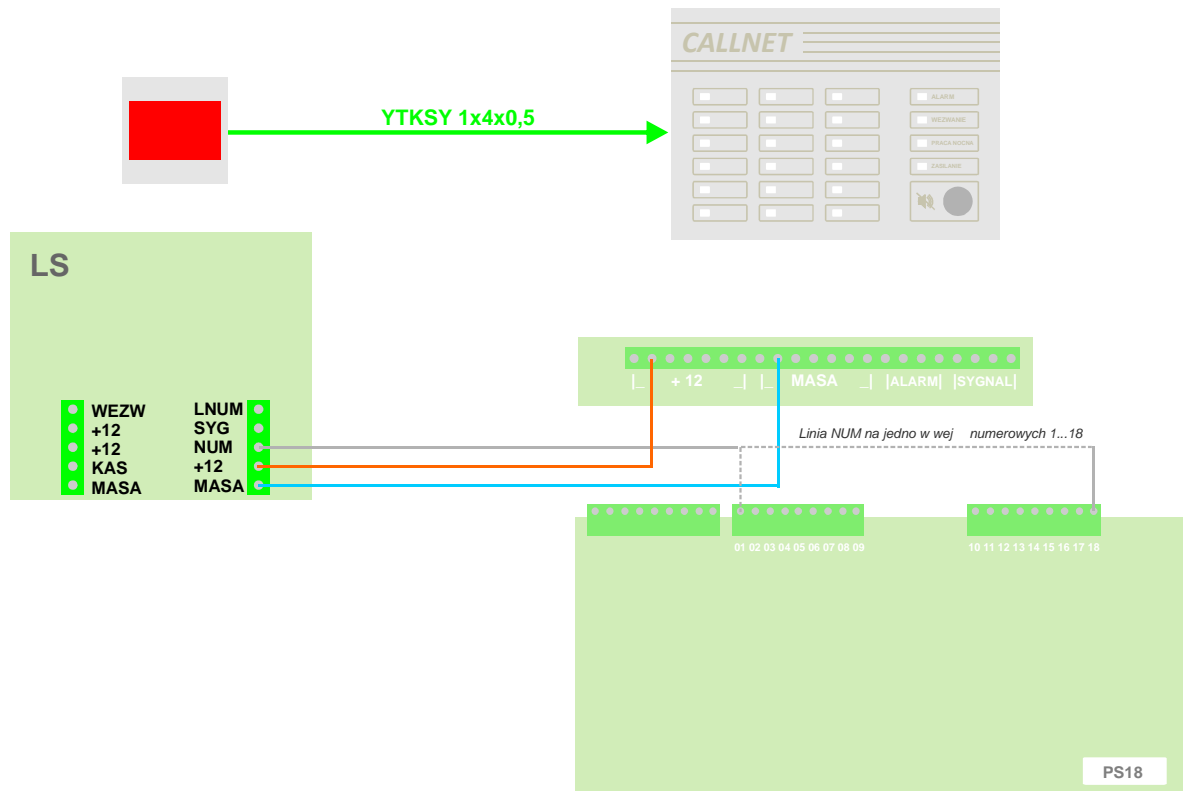 CALLNET
YTKSY 1x4x0,5
ALARM
WEZWANIE
PRACA NOCNA
ZASŁANIE
LS
|_ + 12 _| |_ MASA _| |ALARM| |SYGNAL|
WEZW LNUM
+12 SYG
+12 NUM
KAS +12
MASA MASA
Linia NUM na jedno w wej numerowych 1...18
01 02 03 04 05 06 07 08 09 10 11 12 13 14 15 16 17 18
PS18